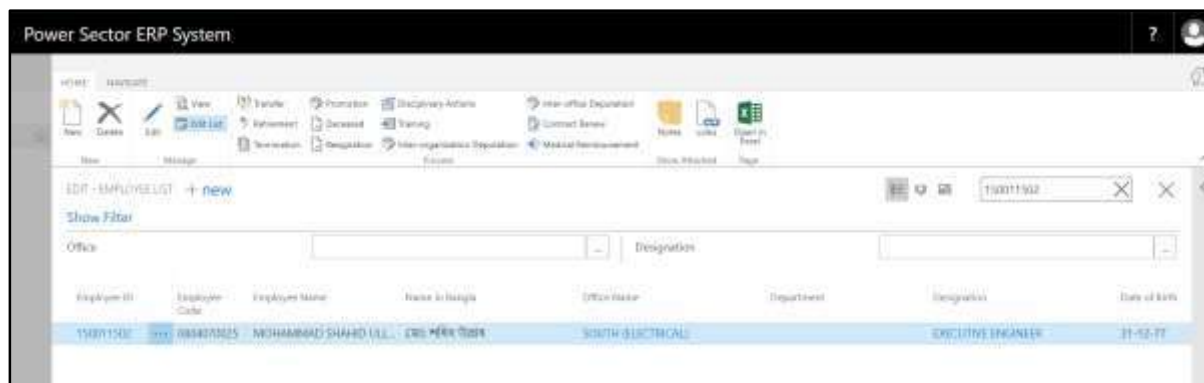 Power Sector ERP System ?
HOME NAVIGATE
View Transfer Promotion Disciplinary Actions Inter-office Deputation
New Delete Edit Edit List Retirement Deceased Training Contract Renew Notes Links Open in Excel
Termination Resignation Inter-organization Deputation Medical Reimbursement
New Manage Process Show Attached Page
EDIT - EMPLOYEE LIST + new 150011502
Show Filter
Office ... Designation ...
Employee ID Employee Code Employee Name Name in Bangla Office Name Department Designation Date of Birth
150011502 ... MOHAMMAD SHAHID ULL... SOUTH (ELECTRICAL) EXECUTIVE ENGINEER 31-12-77